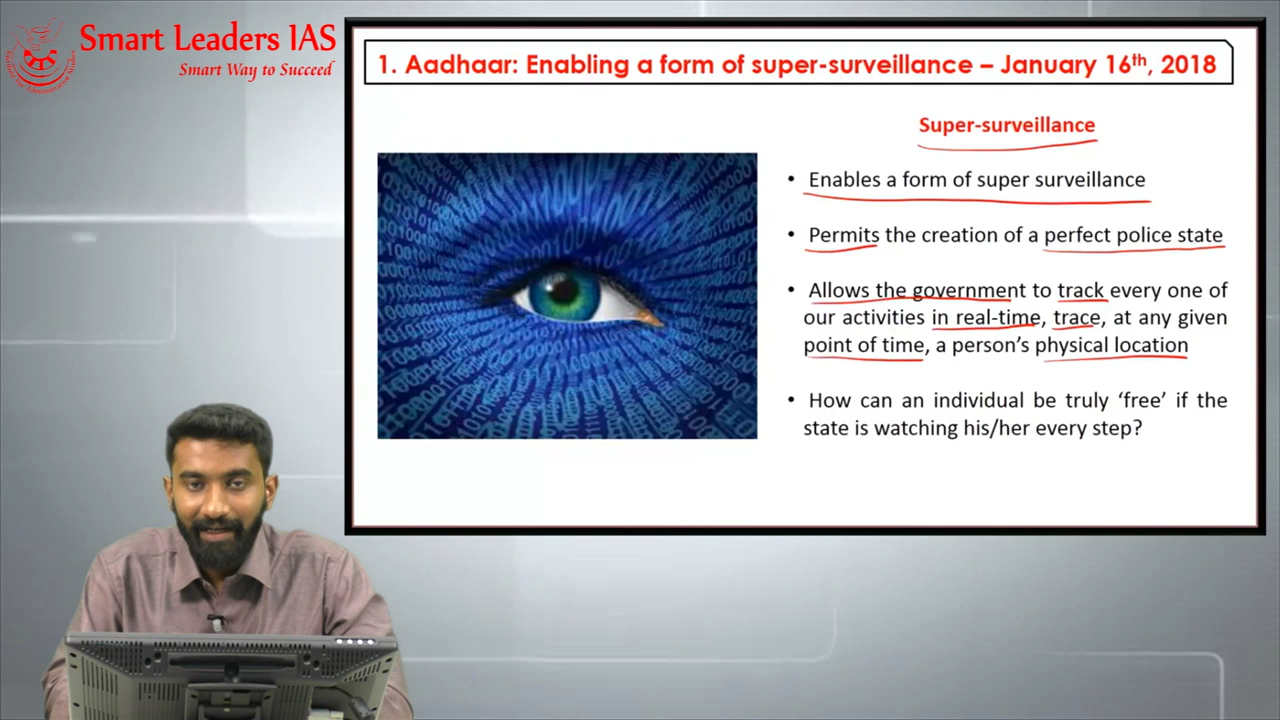 Smart Leaders IAS
Smart Way to Succeed
1. Aadhaar: Enabling a form of super-surveillance – January 16th, 2018
Super-surveillance
• Enables a form of super surveillance
• Permits the creation of a perfect police state
• Allows the government to track every one of
our activities in real-time, trace, at any given
point of time, a person's physical location
• How can an individual be truly ‘free’ if the
state is watching his/her every step?